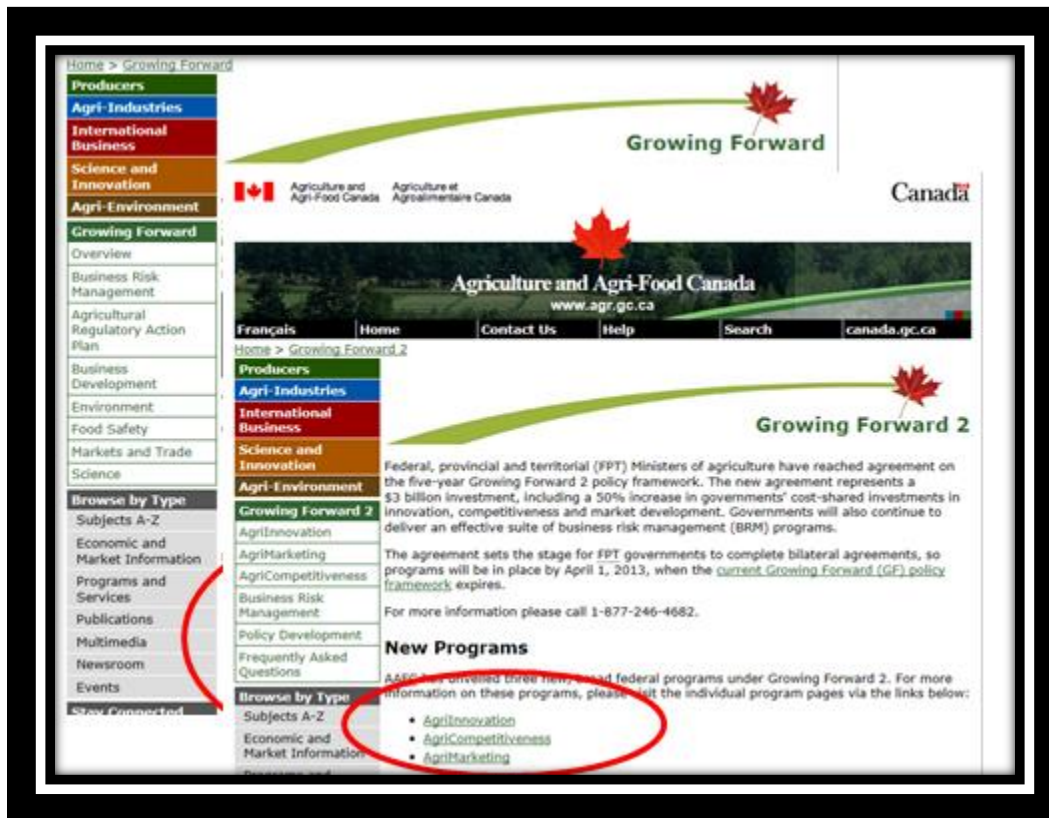 Home > Growing Forward
Producers
Agri-Industries
International
Business
Science and
Innovation
Agri-Environment
Growing Forward
Overview
Business Risk
Management
Agricultural
Regulatory Action
Plan
Business
Development
Environment
Food Safety
Markets and Trade
Science
Browse by Type
Subjects A-Z
Economic and
Market Information
Programs and
Services
Publications
Multimedia
Newsroom
Events
Stay Connected
Growing Forward
Agriculture and
Agri-Food Canada
Agriculture et
Agroalimentaire Canada
Canada
Agriculture and Agri-Food Canada
www.agr.gc.ca
Français Home Contact Us Help Search canada.gc.ca
Home > Growing Forward 2
Producers
Agri-Industries
International
Business
Science and
Innovation
Agri-Environment
Growing Forward 2
AgriInnovation
AgriMarketing
AgriCompetitiveness
Business Risk
Management
Policy Development
Frequently Asked
Questions
Browse by Type
Subjects A-Z
Economic and
Market Information
Programs and
Growing Forward 2
Federal, provincial and territorial (FPT) Ministers of agriculture have reached agreement on
the five-year Growing Forward 2 policy framework. The new agreement represents a
$3 billion investment, including a 50% increase in governments' cost-shared investments in
innovation, competitiveness and market development. Governments will also continue to
deliver an effective suite of business risk management (BRM) programs.
The agreement sets the stage for FPT governments to complete bilateral agreements, so
programs will be in place by April 1, 2013, when the current Growing Forward (GF) policy
framework expires.
For more information please call 1-877-246-4682.
New Programs
AAFC has unveiled three new, broad federal programs under Growing Forward 2. For more
information on these programs, please visit the individual program pages via the links below:
• AgriInnovation
• AgriCompetitiveness
• AgriMarketing